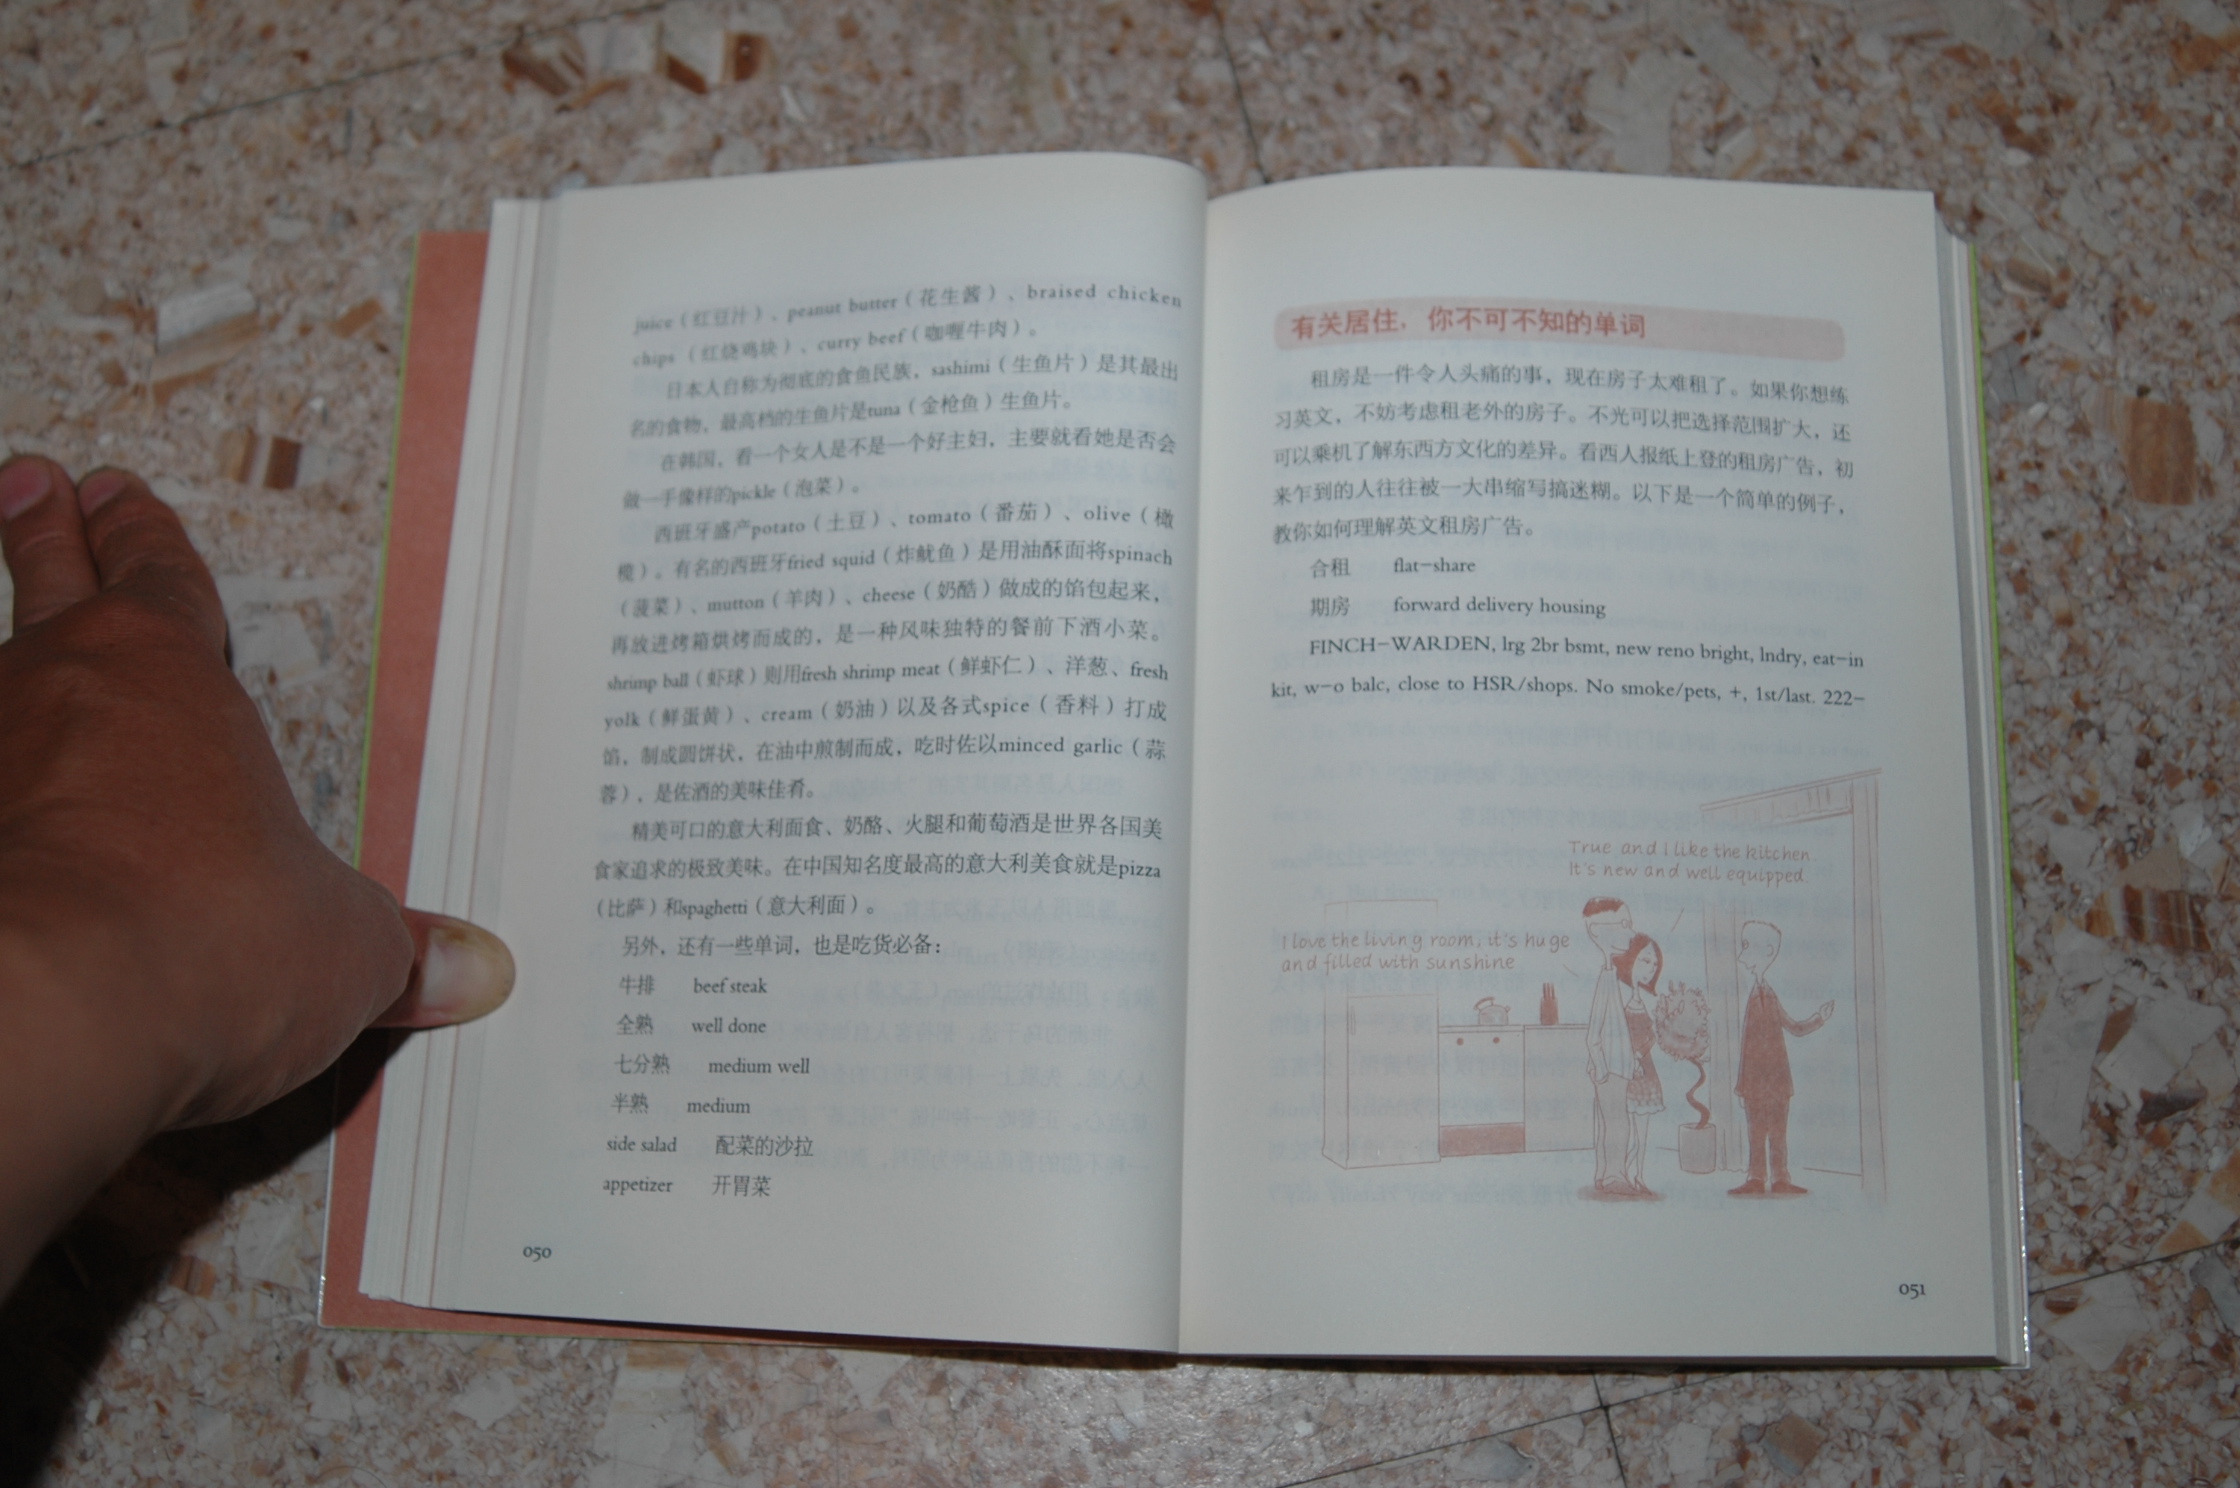 juice（红豆汁）、peanut butter（花生酱）、braised chicken
chips （红烧鸡块）、curry beef（咖喱牛肉）。
日本人自称为彻底的食鱼民族，sashimi（生鱼片）是其最出
名的食物，最高档的生鱼片是tuna（金枪鱼）生鱼片。
在韩国，看一个女人是不是一个好主妇，主要就看她是否会
做一手像样的pickle（泡菜）。
西班牙盛产potato（土豆）、tomato（番茄）、olive（橄
榄）。有名的西班牙fried squid（炸鱿鱼）是用油酥面将spinach
（菠菜）、mutton（羊肉）、cheese（奶酪）做成的馅包起来，
再放进烤箱烘烤而成的，是一种风味独特的餐前下酒小菜。
shrimp ball（虾球）则用fresh shrimp meat（鲜虾仁）、洋葱、fresh
yolk（鲜蛋黄）、cream（奶油）以及各式spice（香料）打成
馅，制成圆饼状，在油中煎制而成，吃时佐以minced garlic（蒜
蓉），是佐酒的美味佳肴。
精美可口的意大利面食、奶酪、火腿和葡萄酒是世界各国美
食家追求的极致美味。在中国知名度最高的意大利美食就是pizza
（比萨）和spaghetti（意大利面）。
另外，还有一些单词，也是吃货必备：
牛排 beef steak
全熟 well done
七分熟 medium well
半熟 medium
side salad 配菜的沙拉
appetizer 开胃菜
050
有关居住，你不可不知的单词
租房是一件令人头痛的事，现在房子太难租了。如果你想练
习英文，不妨考虑租老外的房子。不光可以把选择范围扩大，还
可以乘机了解东西方文化的差异。看西人报纸上登的租房广告，初
来乍到的人往往被一大串缩写搞迷糊。以下是一个简单的例子，
教你如何理解英文租房广告。
合租 flat-share
期房 forward delivery housing
FINCH-WARDEN, lrg 2br bsmt, new reno bright, lndry, eat-in
kit, w-o balc, close to HSR/shops. No smoke/pets, +, 1st/last. 222-
True and i like the kitchen
It's new and well equipped
I love the living room, it's huge
and filled with sunshine
051